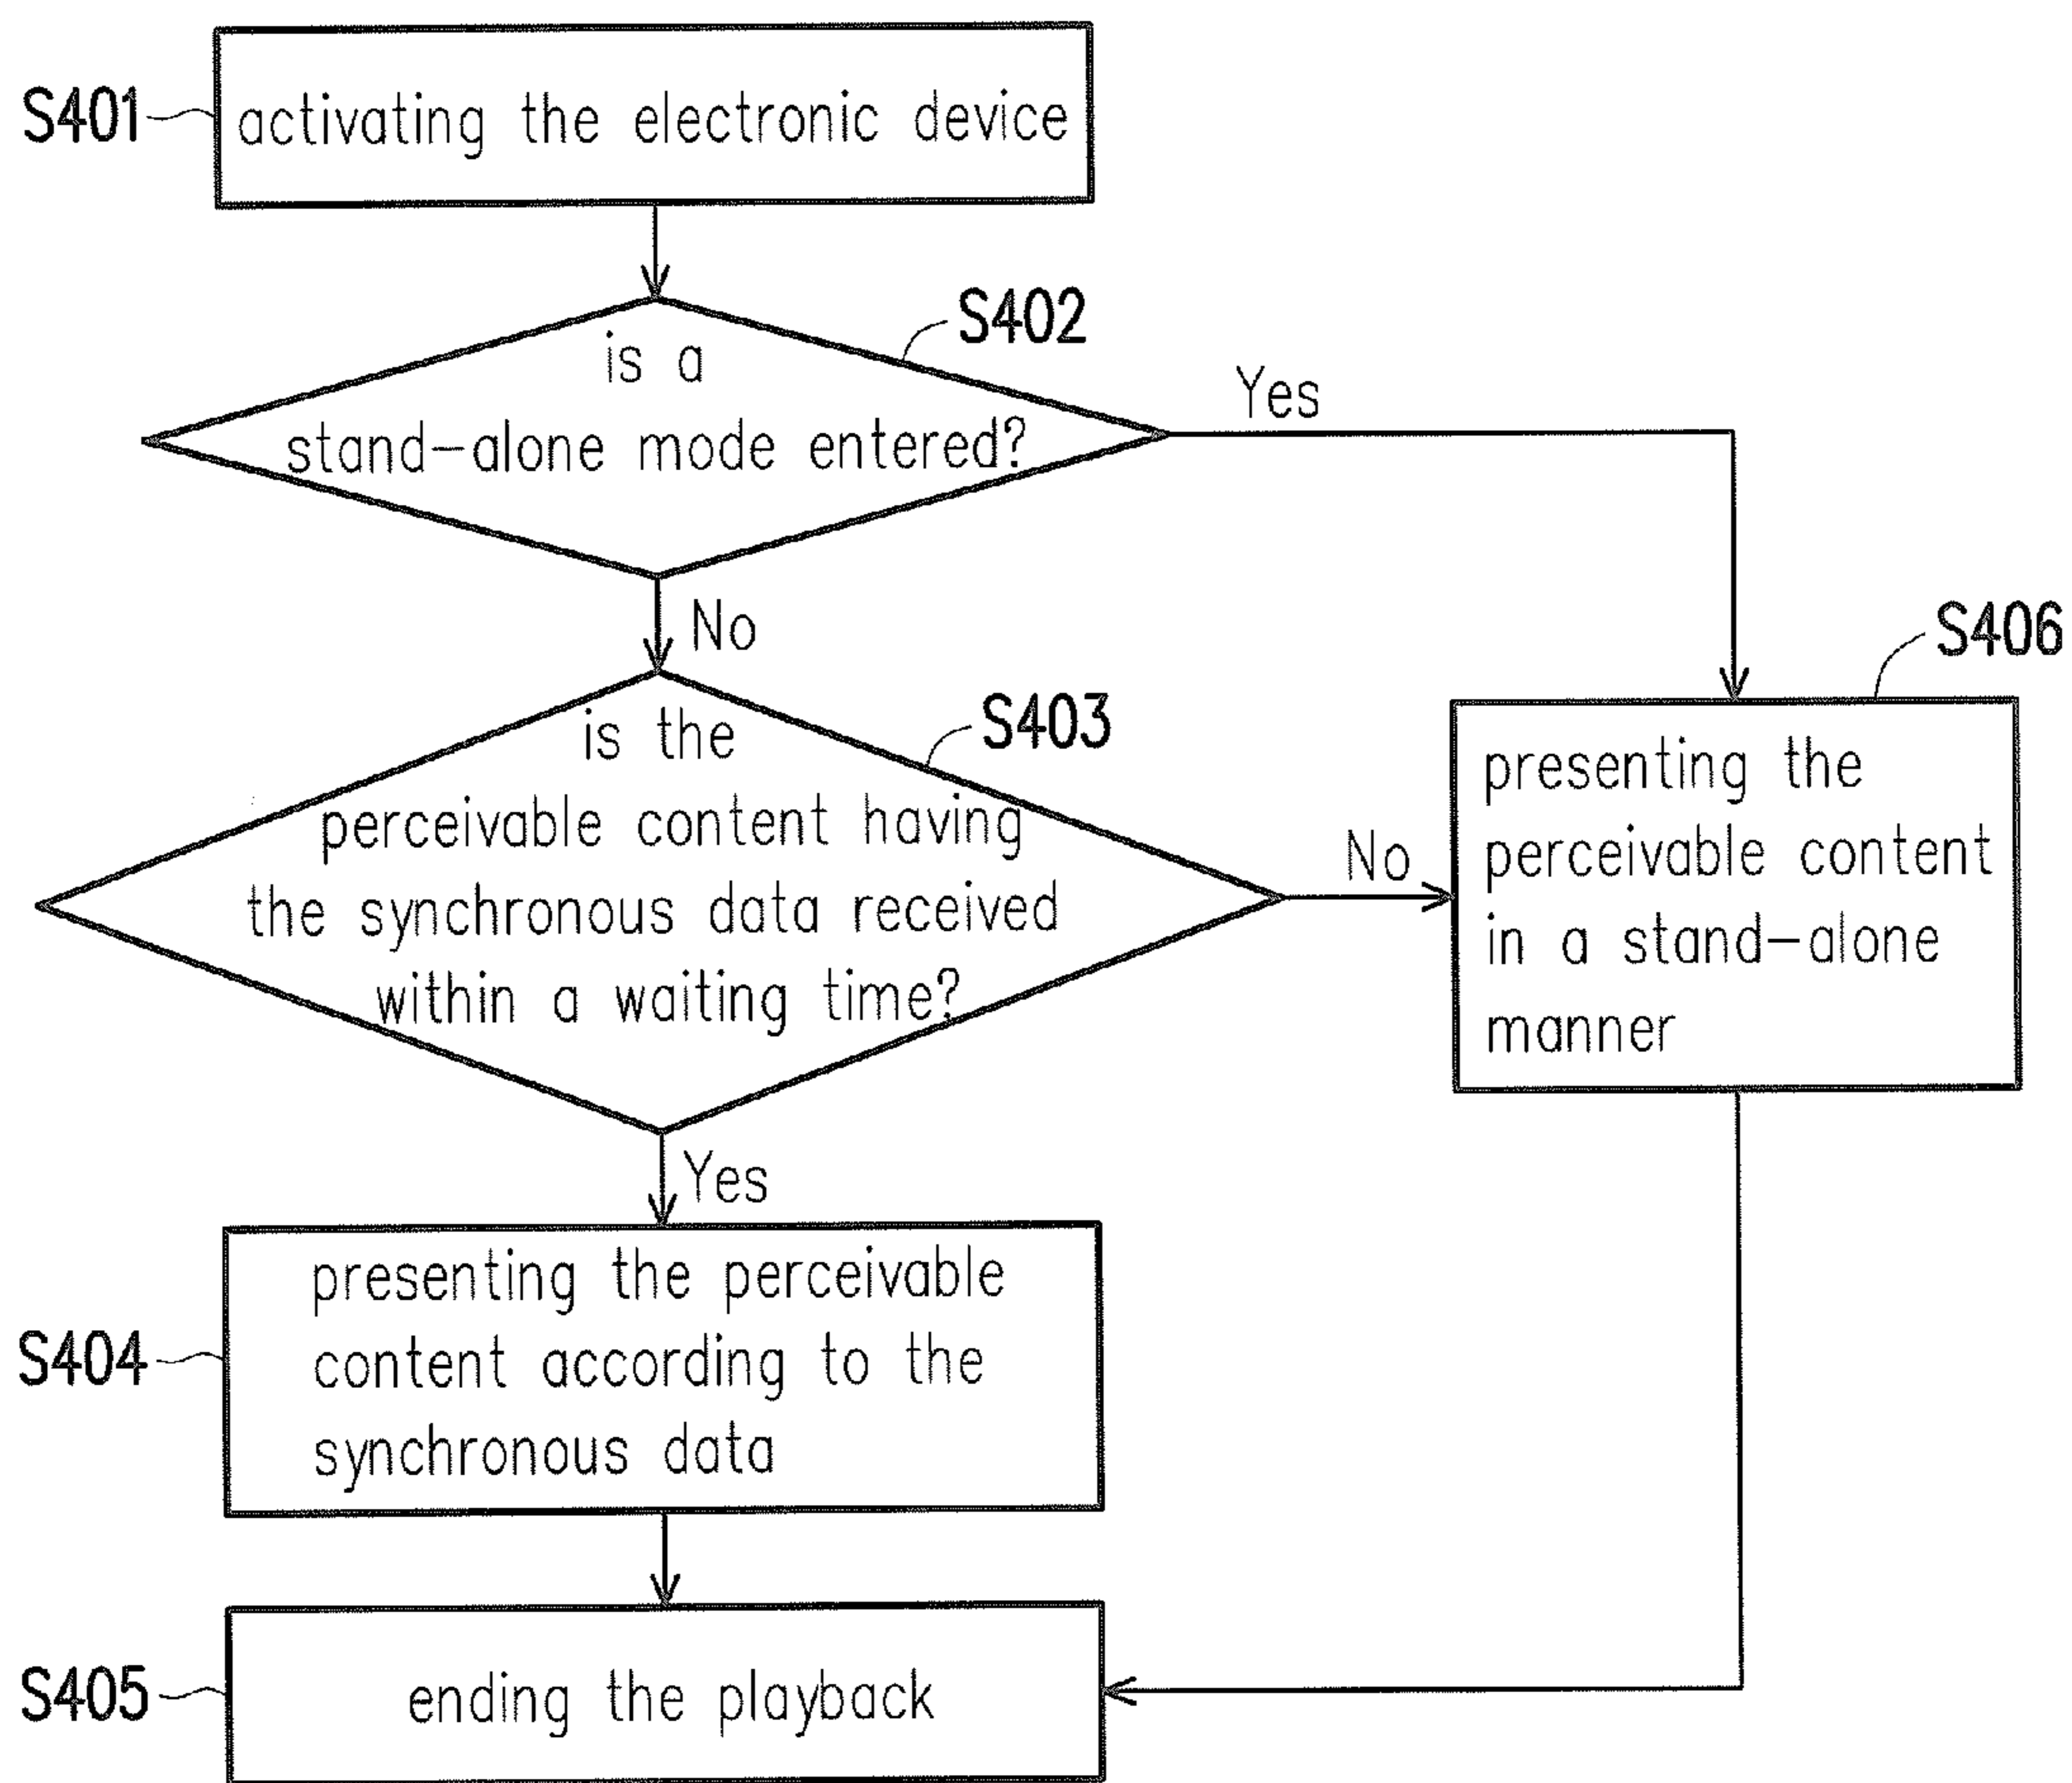 S401
activating the electronic device
S402
is a
stand-alone mode entered?
Yes
No
S403
is the
perceivable content having
the synchronous data received
within a waiting time?
No
S406
presenting the
perceivable content
in a stand-alone
manner
Yes
S404
presenting the perceivable
content according to the
synchronous data
S405
ending the playback